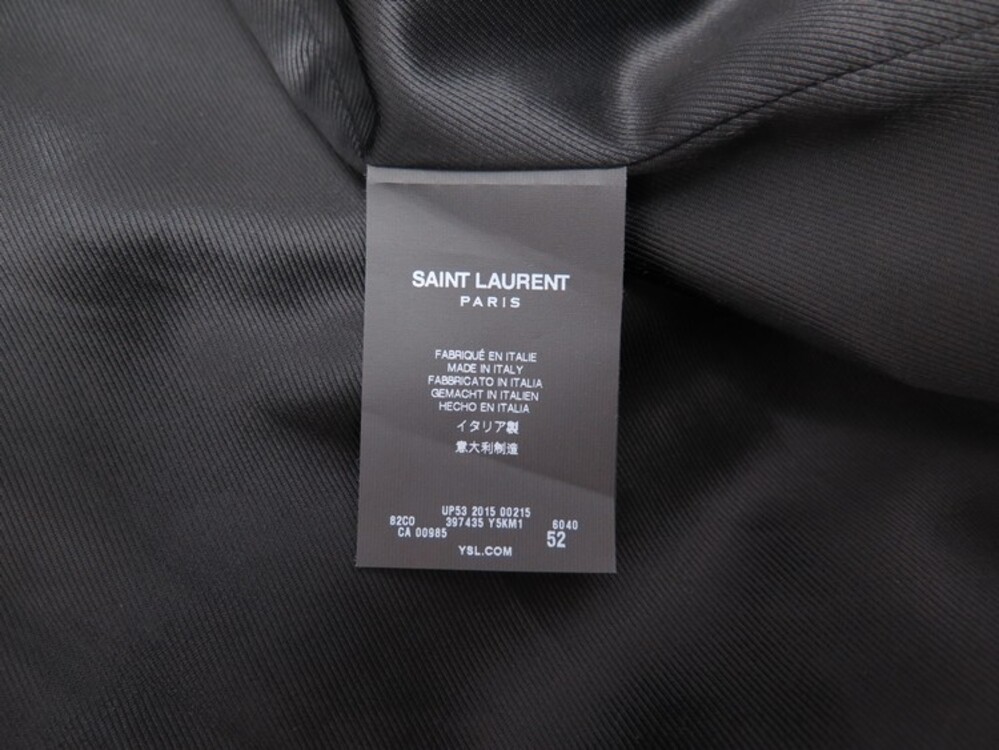 SAINT LAURENT
PARIS
FABRIQUÉ EN ITALIE
MADE IN ITALY
FABBRICATO IN ITALIA
GEMACHT IN ITALIEN
HECHO EN ITALIA
イタリア製
意大利制造
UP53 2015 00215
82CO 397435 Y5KM1 6040
CA 00985 52
YSL.COM